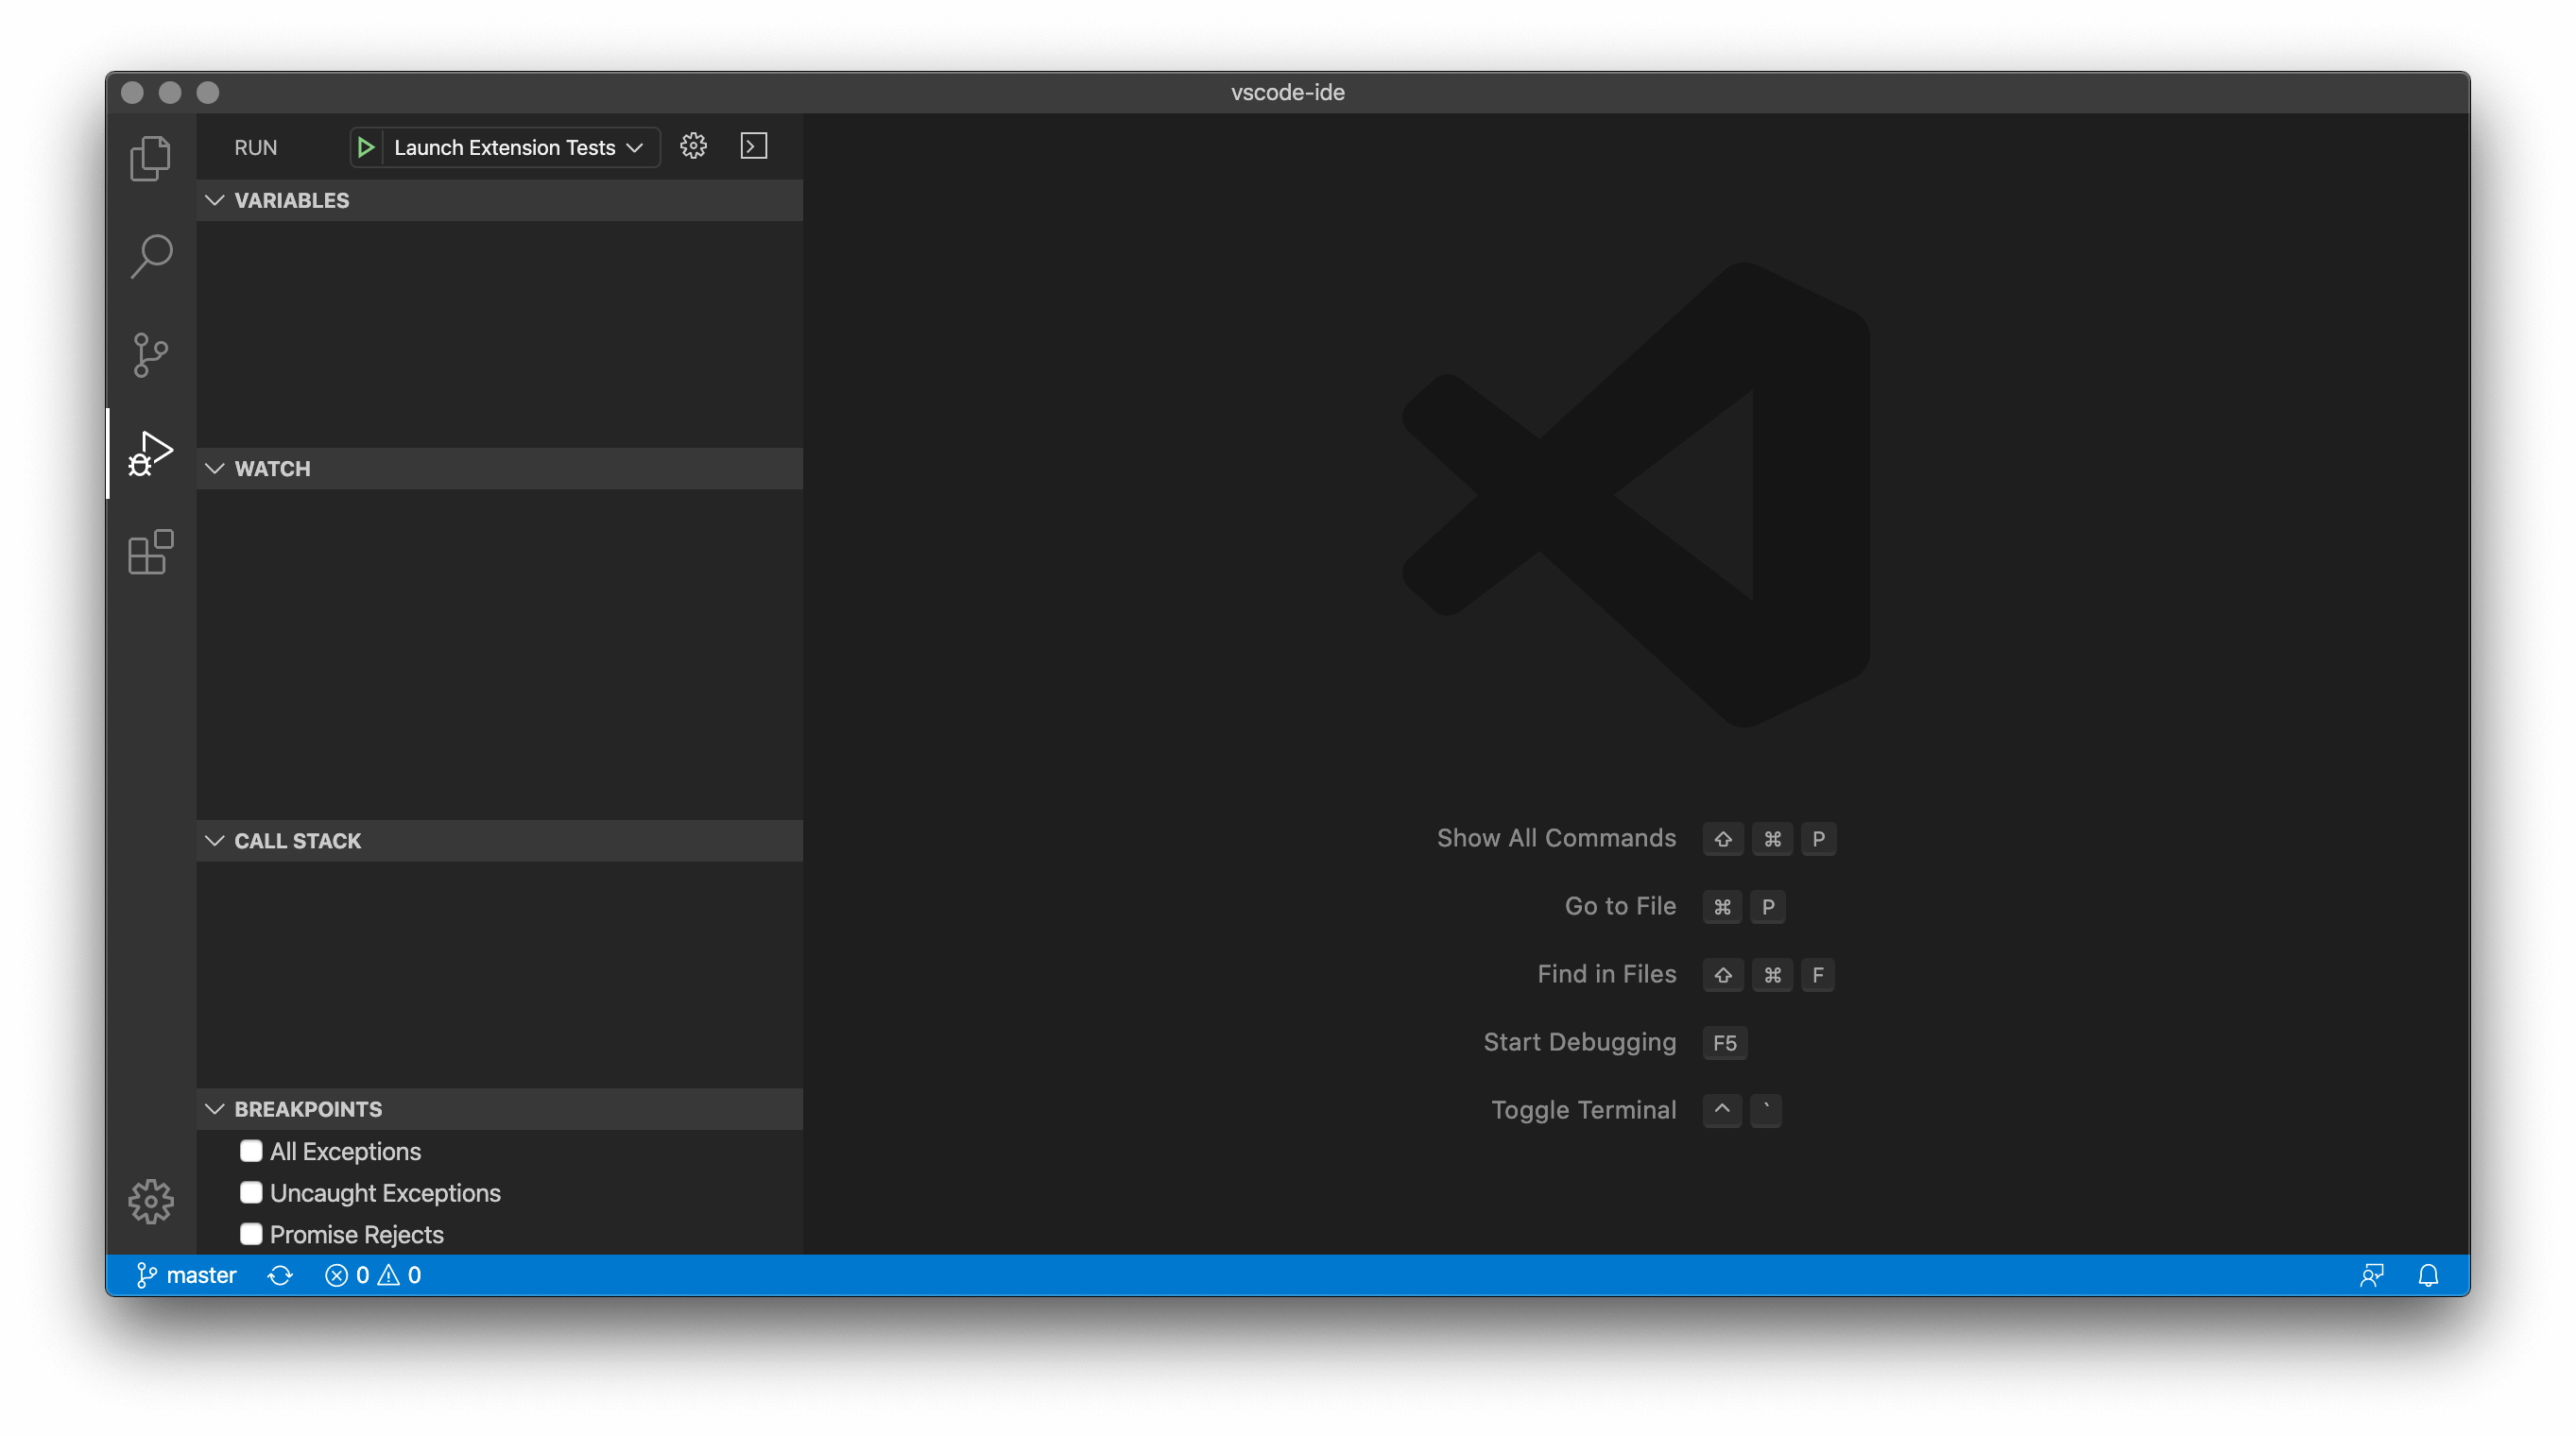 vscode-ide
RUN
Launch Extension Tests
VARIABLES
WATCH
CALL STACK
BREAKPOINTS
All Exceptions
Uncaught Exceptions
Promise Rejects
Show All Commands ⇧ ⌘ P
Go to File ⌘ P
Find in Files ⇧ ⌘ F
Start Debugging F5
Toggle Terminal ^ `
master 0 0